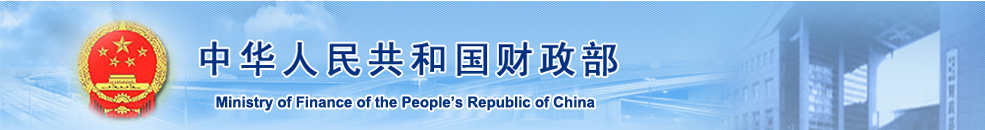 中华人民共和国财政部
Ministry of Finance of the People's Republic of China